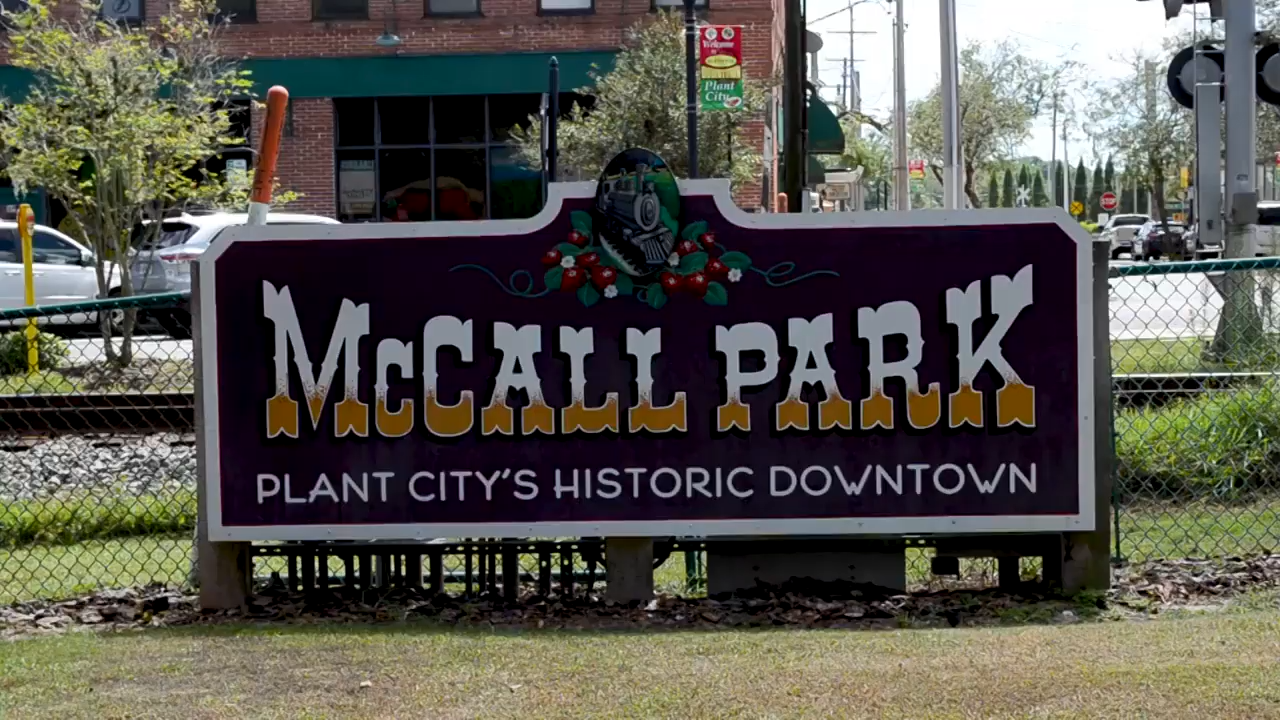 Welcome
Plant
City
McCALL PARK
PLANT CITY'S HISTORIC DOWNTOWN